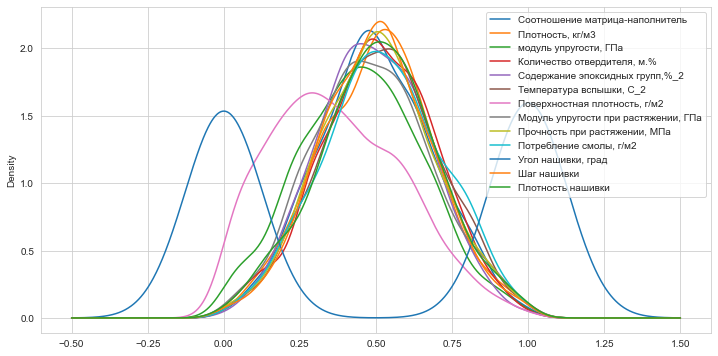 Соотношение матрица-наполнитель
Плотность, кг/м3
модуль упругости, ГПа
Количество отвердителя, м.%
Содержание эпоксидных групп,%_2
Температура вспышки, С_2
Поверхностная плотность, г/м2
Модуль упругости при растяжении, ГПа
Прочность при растяжении, МПа
Потребление смолы, г/м2
Угол нашивки, град
Шаг нашивки
Плотность нашивки
Density
2.0
1.5
1.0
0.5
0.0
−0.50 −0.25 0.00 0.25 0.50 0.75 1.00 1.25 1.50